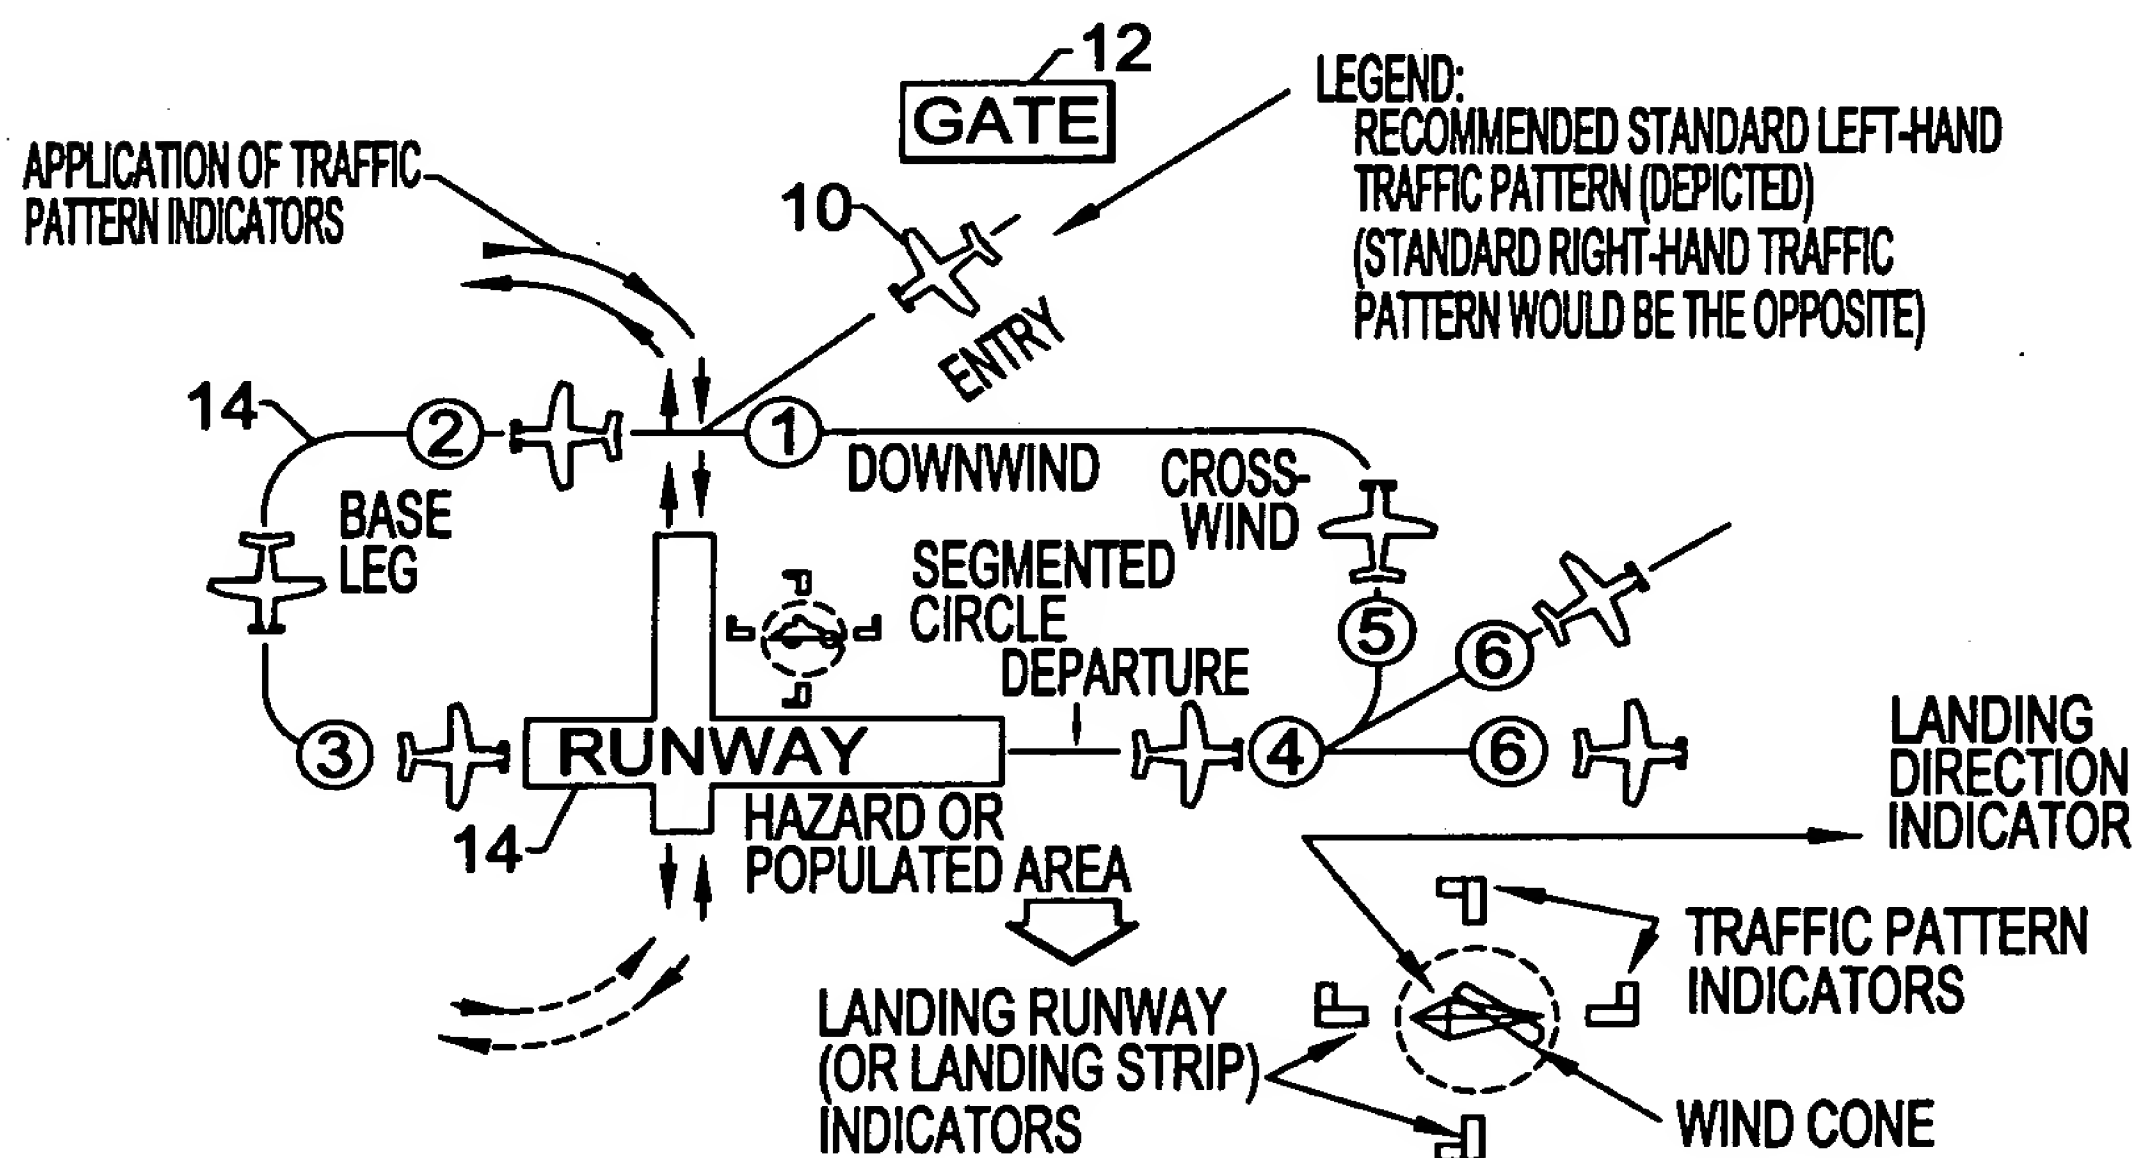 12
GATE
LEGEND:
RECOMMENDED STANDARD LEFT-HAND
TRAFFIC PATTERN (DEPICTED)
(STANDARD RIGHT-HAND TRAFFIC
PATTERN WOULD BE THE OPPOSITE)
APPLICATION OF TRAFFIC
PATTERN INDICATORS
10
ENTRY
14
2
1
DOWNWIND
CROSS-
WIND
BASE
LEG
SEGMENTED
CIRCLE
DEPARTURE
5
6
3
RUNWAY
4
6
LANDING
DIRECTION
INDICATOR
14
HAZARD OR
POPULATED AREA
TRAFFIC PATTERN
INDICATORS
LANDING RUNWAY
(OR LANDING STRIP)
INDICATORS
WIND CONE